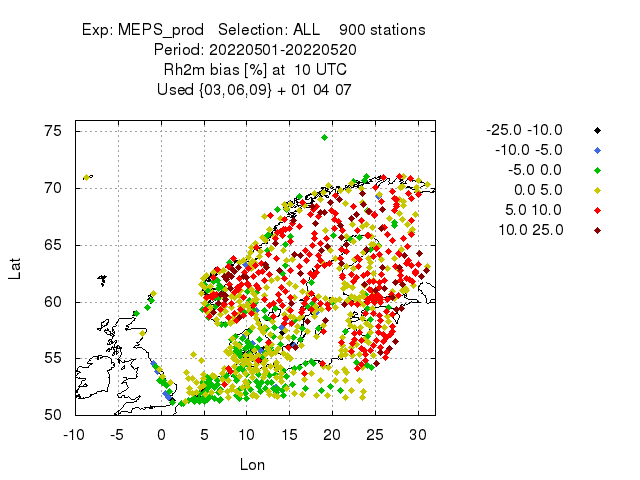 Exp: MEPS_prod Selection: ALL 900 stations
Period: 20220501-20220520
Rh2m bias [%] at 10 UTC
Used {03,06,09} + 01 04 07
75
70
65
60
55
50
-10 -5 0 5 10 15 20 25 30
Lat
Lon
-25.0 -10.0
-10.0 -5.0
-5.0 0.0
0.0 5.0
5.0 10.0
10.0 25.0